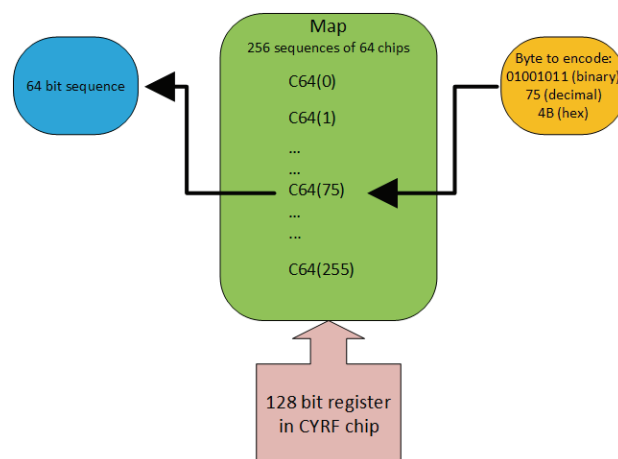 Map
256 sequences of 64 chips
64 bit sequence
C64(0)
C64(1)
...
...
C64(75)
...
...
C64(255)
Byte to encode:
01001011 (binary)
75 (decimal)
4B (hex)
128 bit register
in CYRF chip